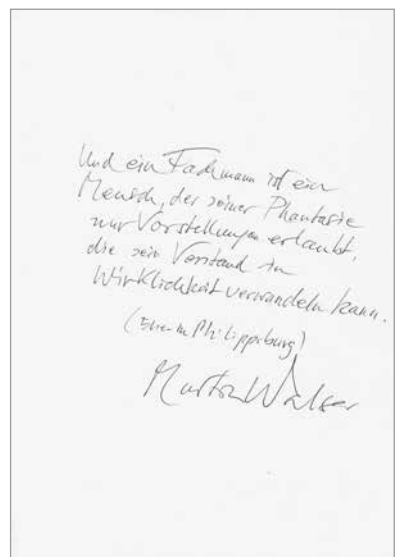 Und ein Fachmann ist ein
Mensch, der seiner Phantasie
nur Vorstellungen erlaubt,
die sein Verstand in
Wirklichkeit verwandeln kann.
(Ehen in Philippsburg)
Martin Walser